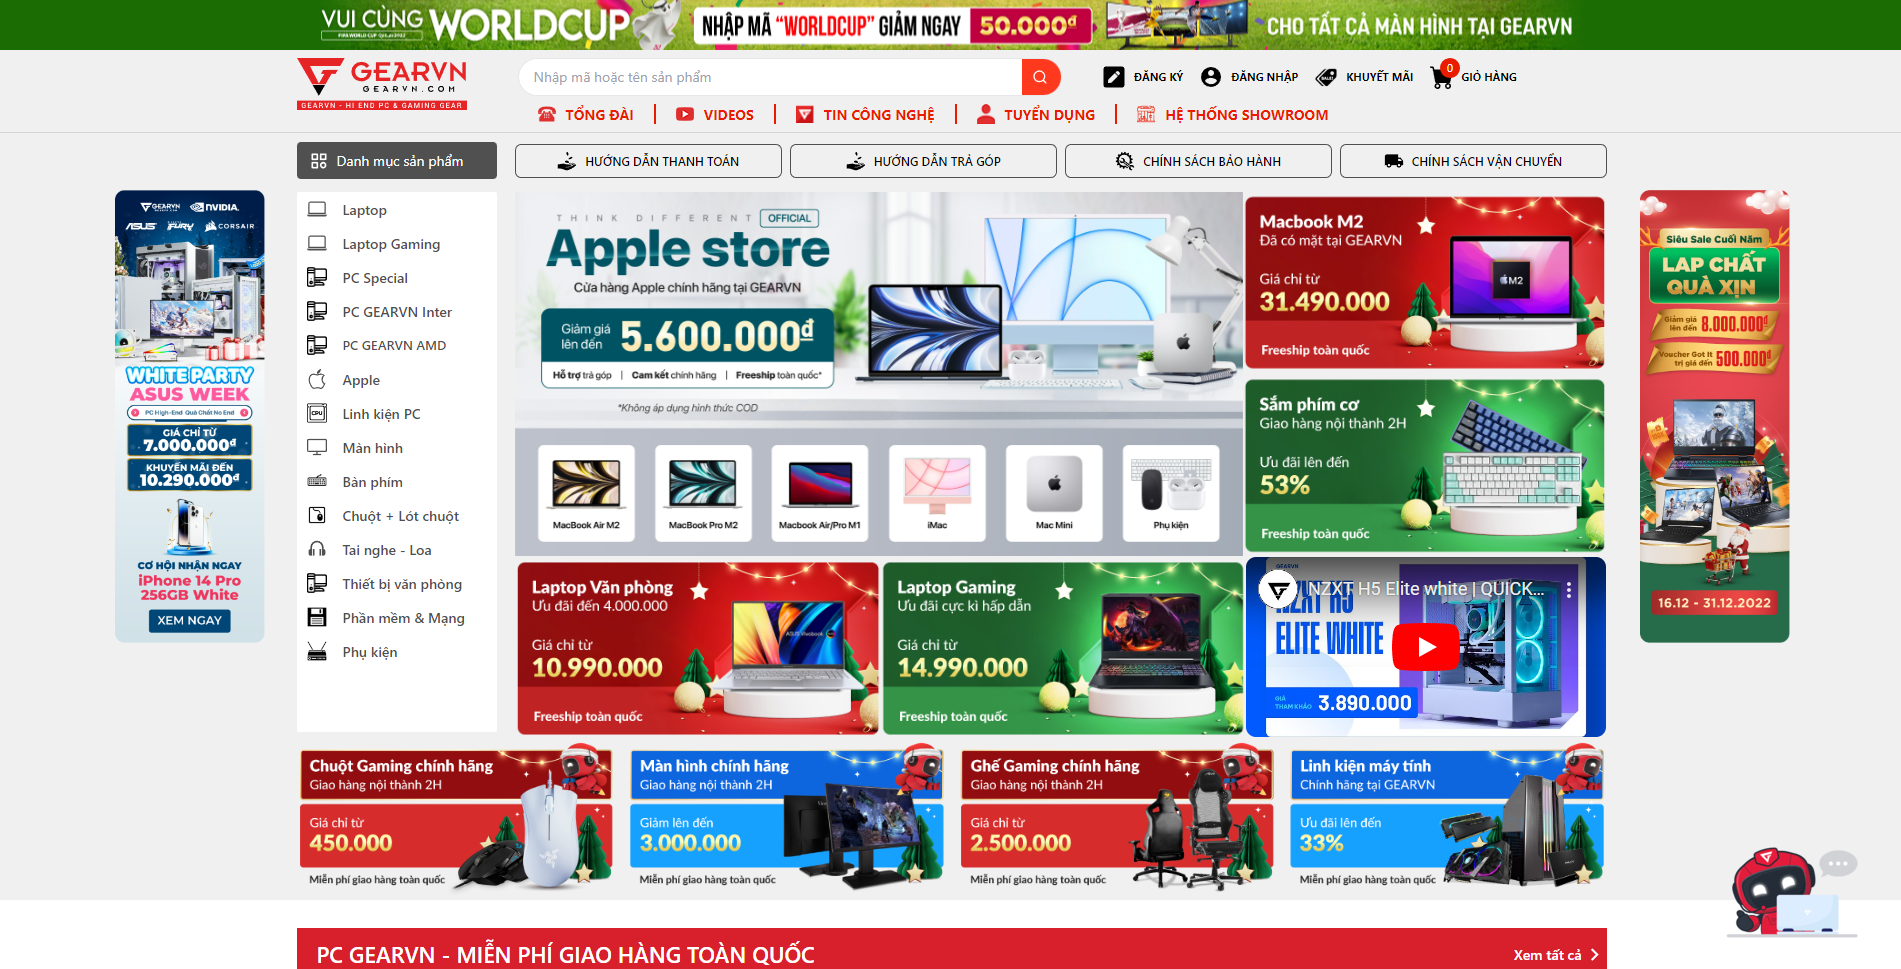 VUI CÙNG WORLDCUP
NHẬP MÃ “WORLDCUP” GIẢM NGAY 50.000đ
CHO TẤT CẢ MÀN HÌNH TẠI GEARVN
GEARVN
GEARVN.COM
GEARVN - HI END PC & GAMING GEAR
Nhập mã hoặc tên sản phẩm
ĐĂNG KÝ
ĐĂNG NHẬP
KHUYẾT MÃI
0
GIỎ HÀNG
TỔNG ĐÀI
VIDEOS
TIN CÔNG NGHỆ
TUYỂN DỤNG
HỆ THỐNG SHOWROOM
Danh mục sản phẩm
HƯỚNG DẪN THANH TOÁN
HƯỚNG DẪN TRẢ GÓP
CHÍNH SÁCH BẢO HÀNH
CHÍNH SÁCH VẬN CHUYỂN
GEARVN NVIDIA.
ASUS FURY CORSAIR
WHITE PARTY
ASUS WEEK
PC High-End Quà Chất No End
GIÁ CHỈ TỪ
7.000.000đ
KHUYẾN MÃI ĐẾN
10.290.000đ
CƠ HỘI NHẬN NGAY
iPhone 14 Pro
256GB White
XEM NGAY
Laptop
Laptop Gaming
PC Special
PC GEARVN Inter
PC GEARVN AMD
Apple
Linh kiện PC
Màn hình
Bàn phím
Chuột + Lót chuột
Tai nghe - Loa
Thiết bị văn phòng
Phần mềm & Mạng
Phụ kiện
THINK DIFFERENT OFFICIAL
Apple store
Cửa hàng Apple chính hãng tại GEARVN
Giảm giá
lên đến 5.600.000đ
Hỗ trợ trả góp | Cam kết chính hãng | Freeship toàn quốc*
*Không áp dụng hình thức COD
MacBook Air M2
MacBook Pro M2
Macbook Air/Pro M1
iMac
Mac Mini
Phụ kiện
Macbook M2
Đã có mặt tại GEARVN
Giá chỉ từ
31.490.000
M2
Freeship toàn quốc
Sắm phím cơ
Giao hàng nội thành 2H
Ưu đãi lên đến
53%
Freeship toàn quốc
Laptop Văn phòng
Ưu đãi đến 4.000.000
Giá chỉ từ
10.990.000
Freeship toàn quốc
Laptop Gaming
Ưu đãi cực kì hấp dẫn
Giá chỉ từ
14.990.000
Freeship toàn quốc
GEARVN
NZXT H5 Elite white | QUICK...
NZXT H5
ELITE WHITE
GIÁ
THAM KHẢO 3.890.000
Siêu Sale Cuối Năm
LAP CHẤT
QUÀ XỊN
Giảm giá
lên đến 8.000.000đ
Voucher Got It
trị giá đến 500.000đ
16.12 - 31.12.2022
Chuột Gaming chính hãng
Giao hàng nội thành 2H
Giá chỉ từ
450.000
Miễn phí giao hàng toàn quốc
Màn hình chính hãng
Giao hàng nội thành 2H
Giảm lên đến
3.000.000
Miễn phí giao hàng toàn quốc
Ghế Gaming chính hãng
Giao hàng nội thành 2H
Giá chỉ từ
2.500.000
Miễn phí giao hàng toàn quốc
Linh kiện máy tính
Chính hãng tại GEARVN
Ưu đãi lên đến
33%
Miễn phí giao hàng toàn quốc
PC GEARVN - MIỄN PHÍ GIAO HÀNG TOÀN QUỐC
Xem tất cả